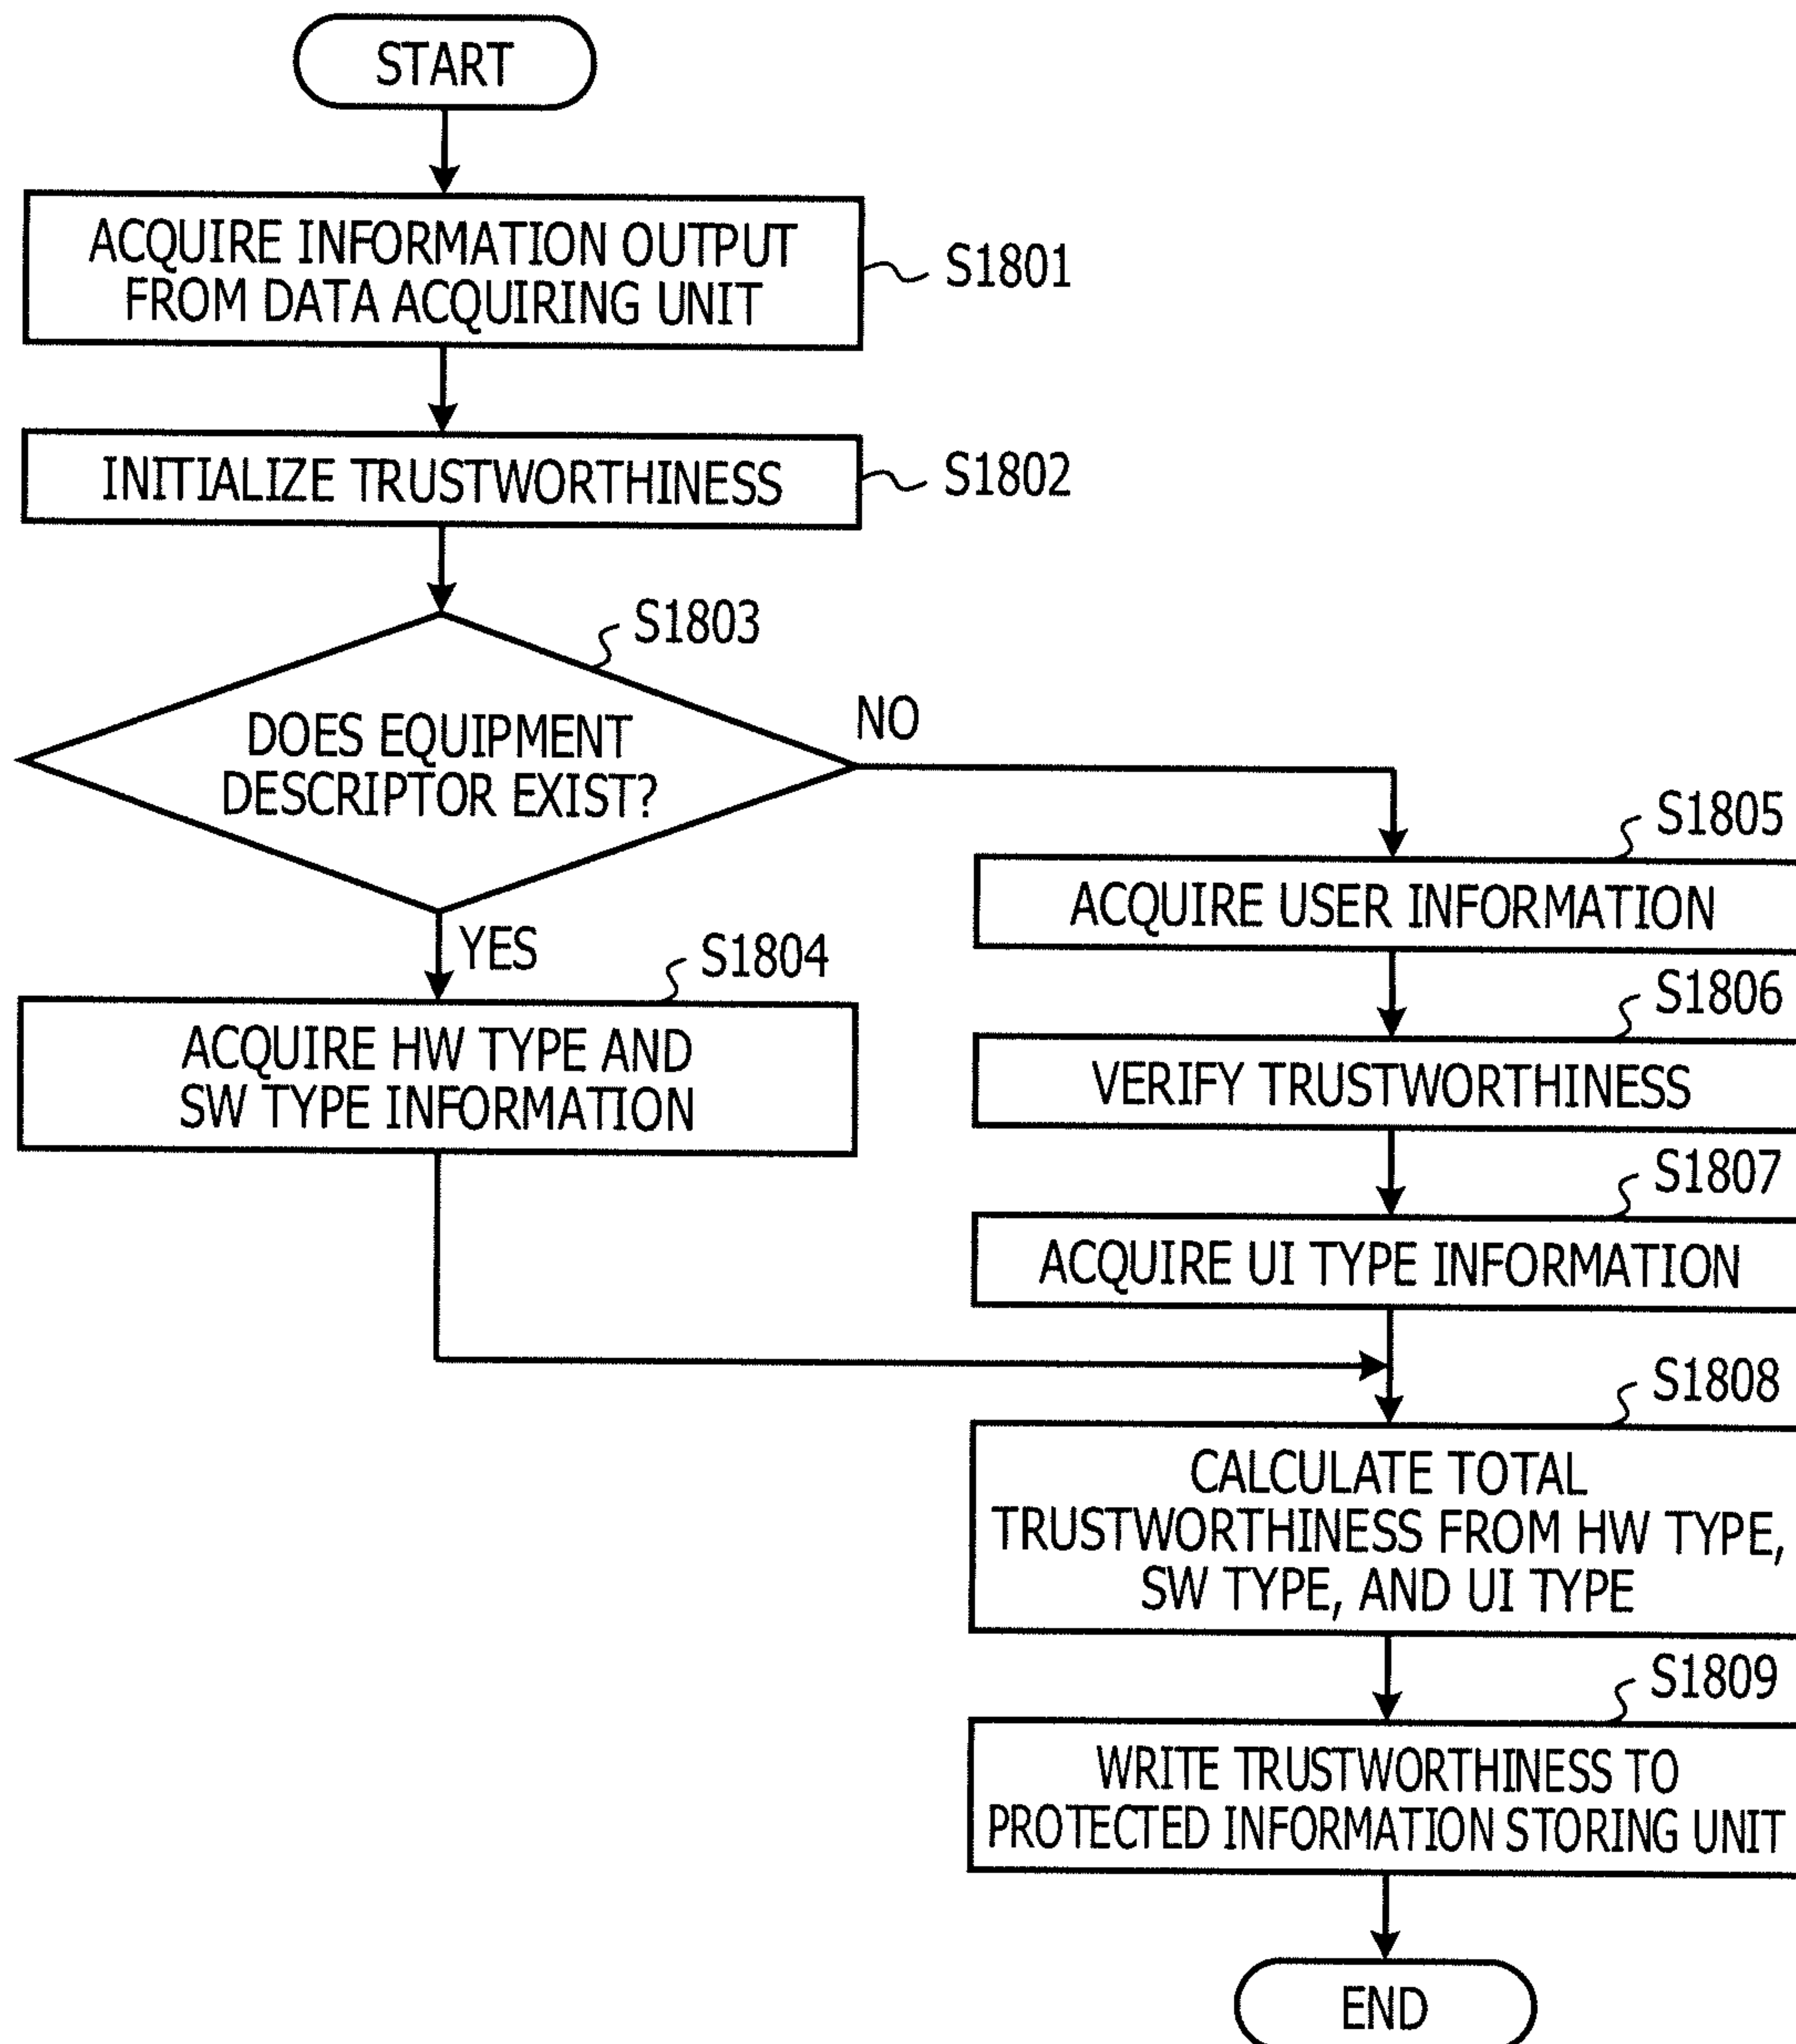 START
ACQUIRE INFORMATION OUTPUT
FROM DATA ACQUIRING UNIT
S1801
INITIALIZE TRUSTWORTHINESS
S1802
S1803
DOES EQUIPMENT
DESCRIPTOR EXIST?
NO
YES
S1804
ACQUIRE HW TYPE AND
SW TYPE INFORMATION
S1805
ACQUIRE USER INFORMATION
S1806
VERIFY TRUSTWORTHINESS
S1807
ACQUIRE UI TYPE INFORMATION
S1808
CALCULATE TOTAL
TRUSTWORTHINESS FROM HW TYPE,
SW TYPE, AND UI TYPE
S1809
WRITE TRUSTWORTHINESS TO
PROTECTED INFORMATION STORING UNIT
END